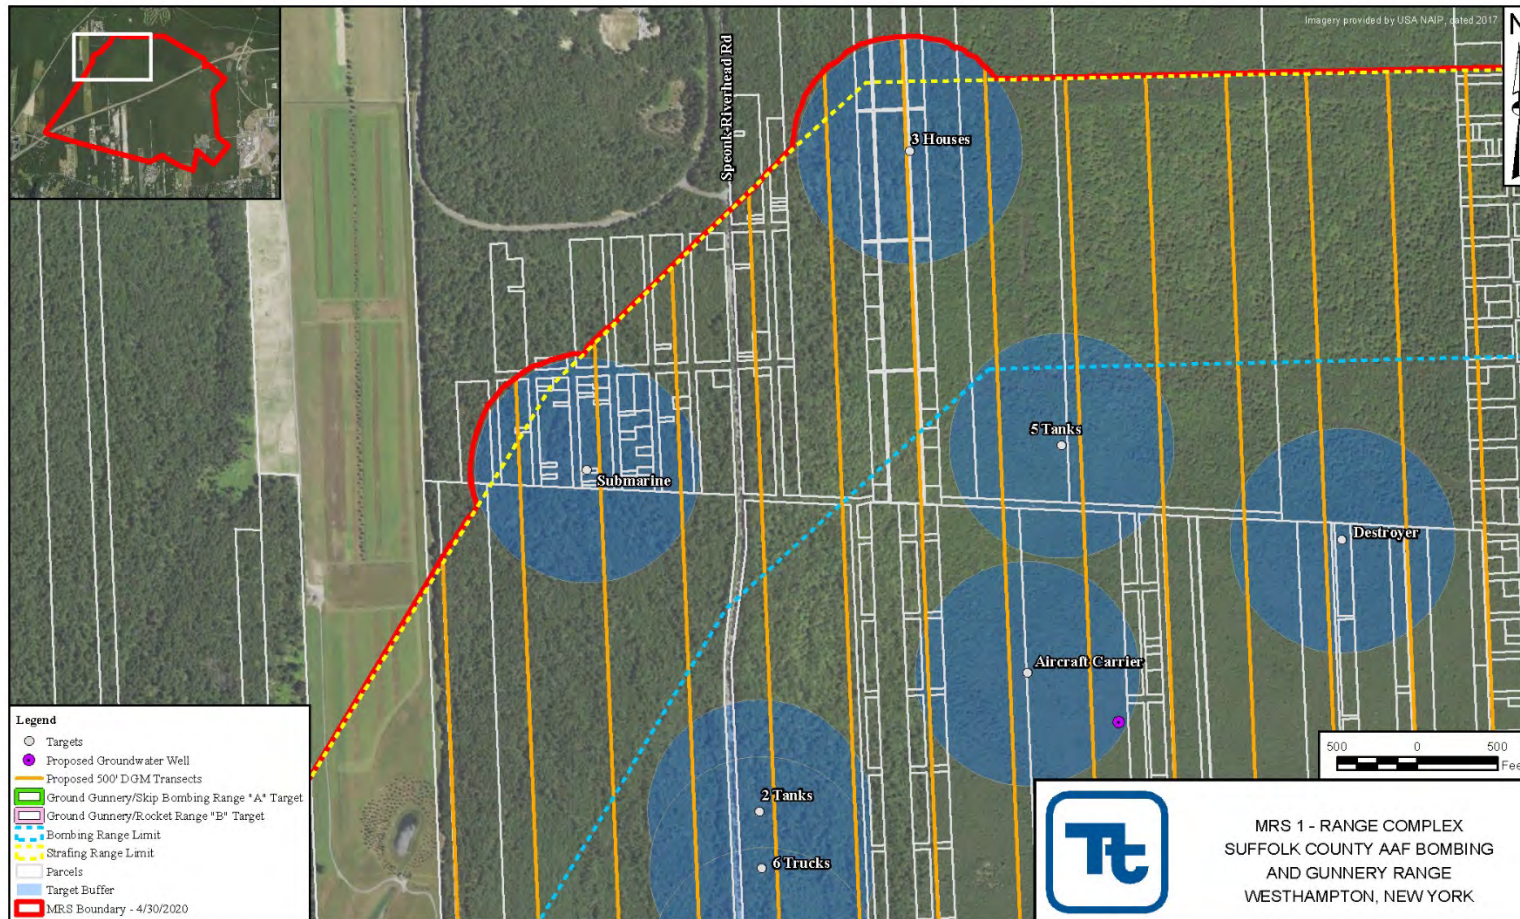 Imagery provided by USA NAIP, dated 2017
N
Speonk-Riverhead Rd
3 Houses
5 Tanks
Submarine
Destroyer
Aircraft Carrier
2 Tanks
6 Trucks
Legend
Targets
Proposed Groundwater Well
Proposed 500' DGM Transects
Ground Gunnery/Skip Bombing Range "A" Target
Ground Gunnery/Rocket Range "B" Target
Bombing Range Limit
Strafing Range Limit
Parcels
Target Buffer
MRS Boundary - 4/30/2020
500 0 500
Fee
Tt
MRS 1 - RANGE COMPLEX
SUFFOLK COUNTY AAF BOMBING
AND GUNNERY RANGE
WESTHAMPTON, NEW YORK